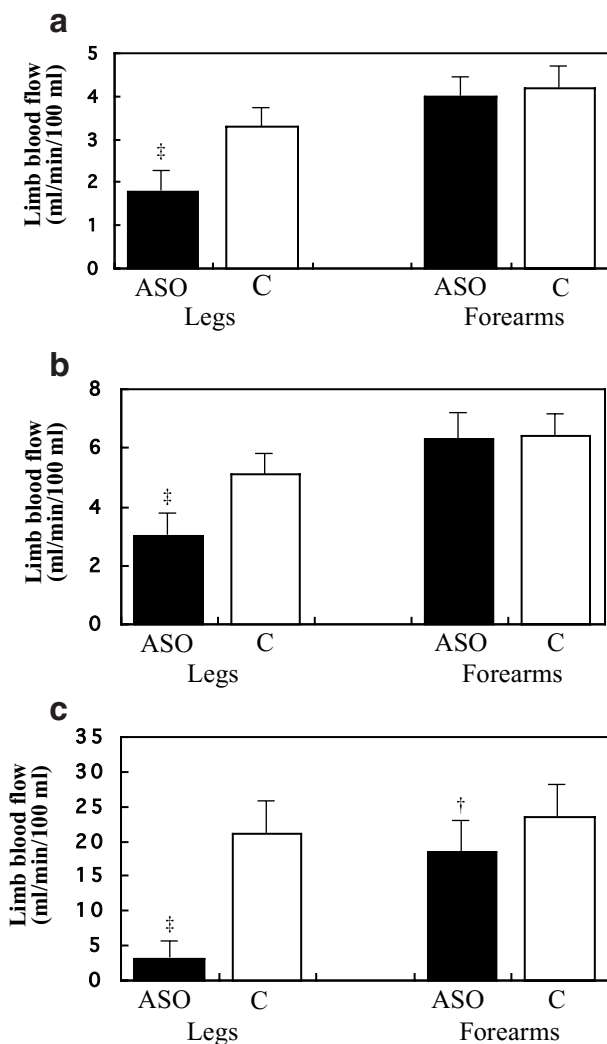 a
Limb blood flow
(ml/min/100 ml)
5
4
3
2
1
0
‡
ASO C ASO C
Legs Forearms
b
Limb blood flow
(ml/min/100 ml)
8
6
4
2
0
‡
ASO C ASO C
Legs Forearms
c
Limb blood flow
(ml/min/100 ml)
35
30
25
20
15
10
5
0
‡ †
ASO C ASO C
Legs Forearms